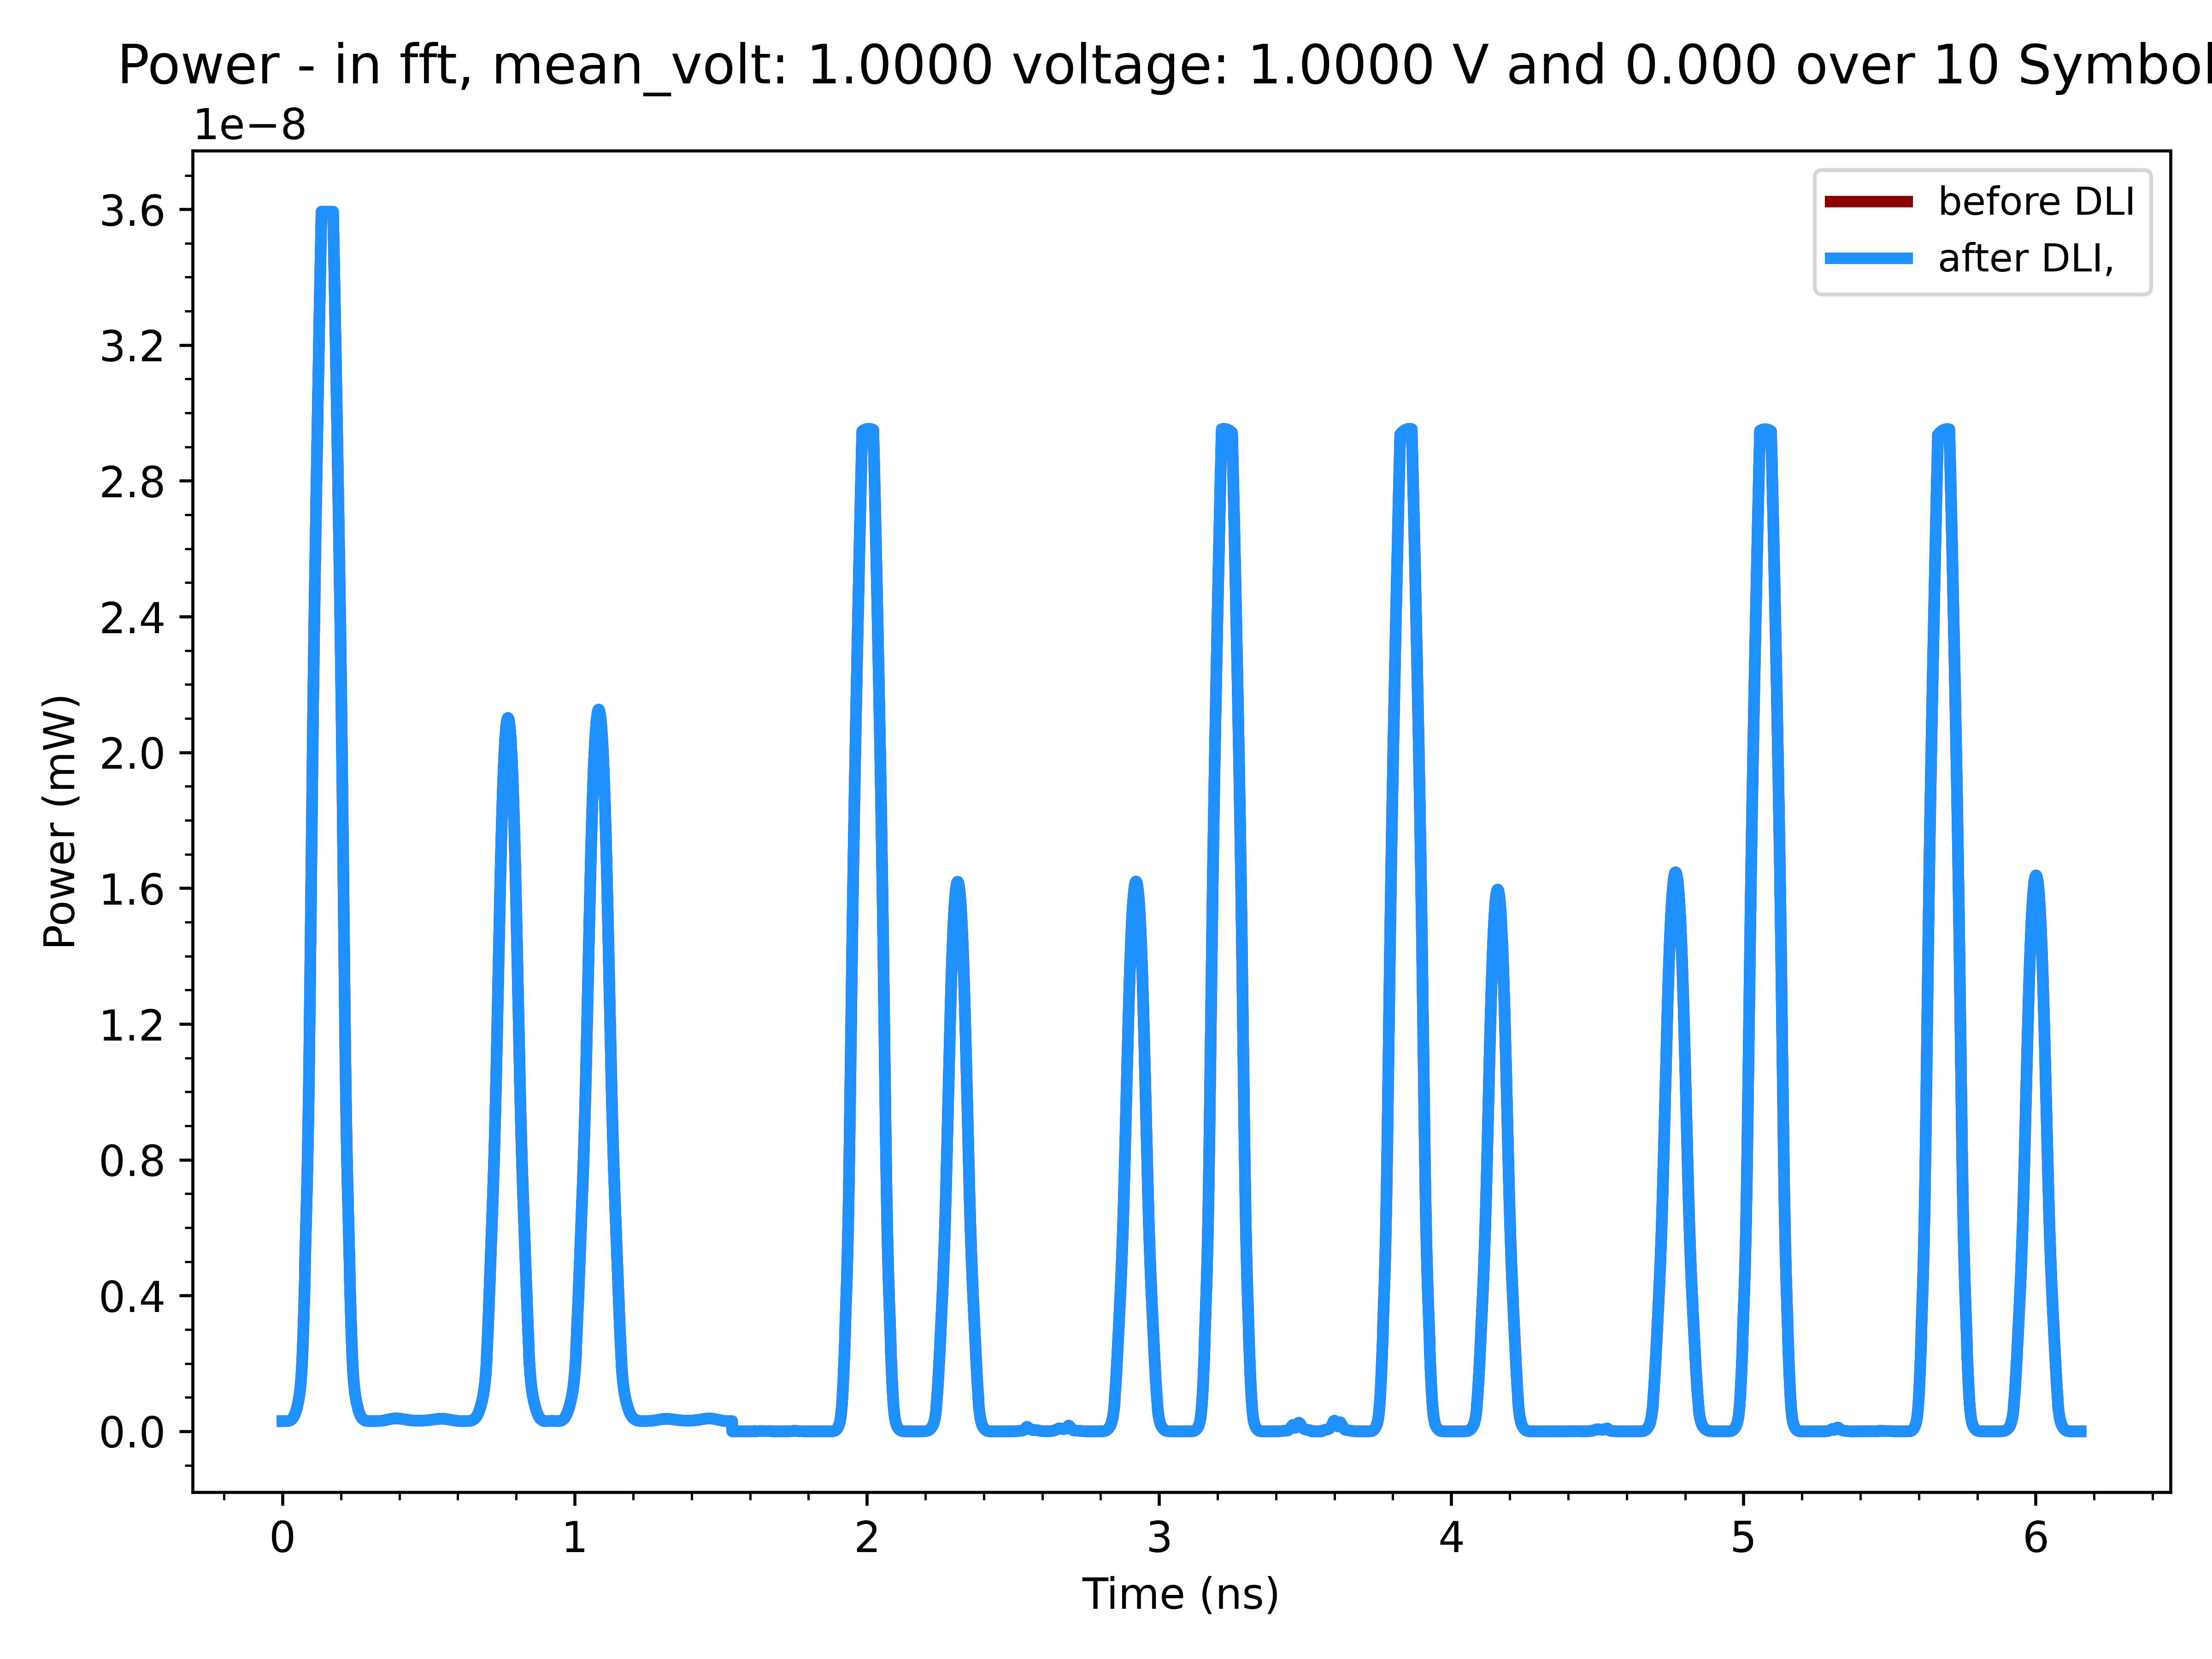 Power - in fft, mean_volt: 1.0000 voltage: 1.0000 V and 0.000 over 10 Symbol
1e−8
before DLI
after DLI,
3.6
3.2
2.8
2.4
2.0
1.6
1.2
0.8
0.4
0.0
Power (mW)
0 1 2 3 4 5 6
Time (ns)